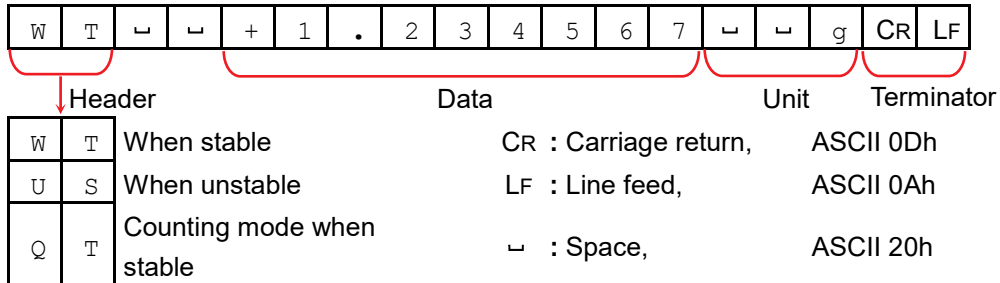 W T ␣ ␣ + 1 . 2 3 4 5 6 7 ␣ ␣ g CR LF
Header Data Unit Terminator
W T When stable CR : Carriage return, ASCII 0Dh
U S When unstable LF : Line feed, ASCII 0Ah
Q T Counting mode when stable ␣ : Space, ASCII 20h